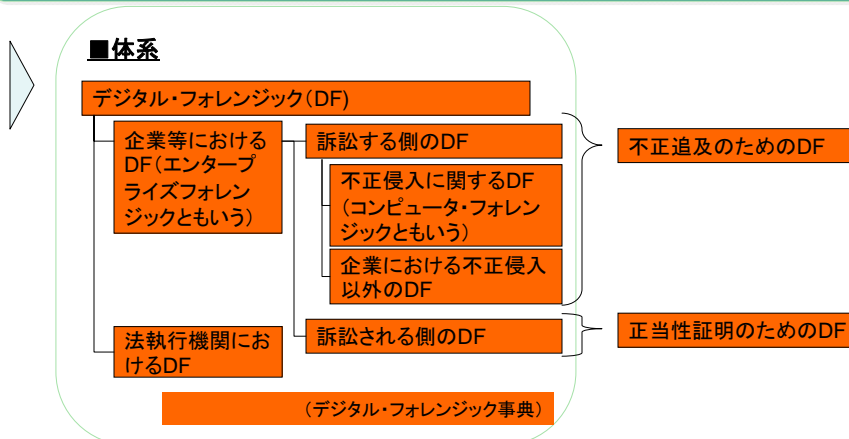 ■体系
デジタル・フォレンジック(DF)
企業等における
DF(エンタープ
ライズフォレン
ジックともいう)
訴訟する側のDF
不正侵入に関するDF
(コンピュータ・フォレン
ジックともいう)
企業における不正侵入
以外のDF
不正追及のためのDF
法執行機関にお
けるDF
訴訟される側のDF
正当性証明のためのDF
(デジタル・フォレンジック事典)